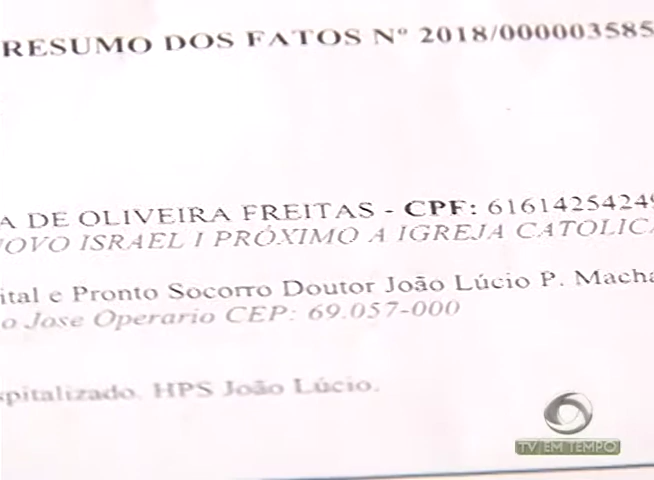 RESUMO DOS FATOS Nº 2018/000003585
A DE OLIVEIRA FREITAS - CPF: 61614254249
NOVO ISRAEL I PRÓXIMO A IGREJA CATOLICA
ital e Pronto Socorro Doutor João Lúcio P. Macha
o Jose Operario CEP: 69.057-000
spitalizado. HPS João Lúcio.
TV EM TEMPO